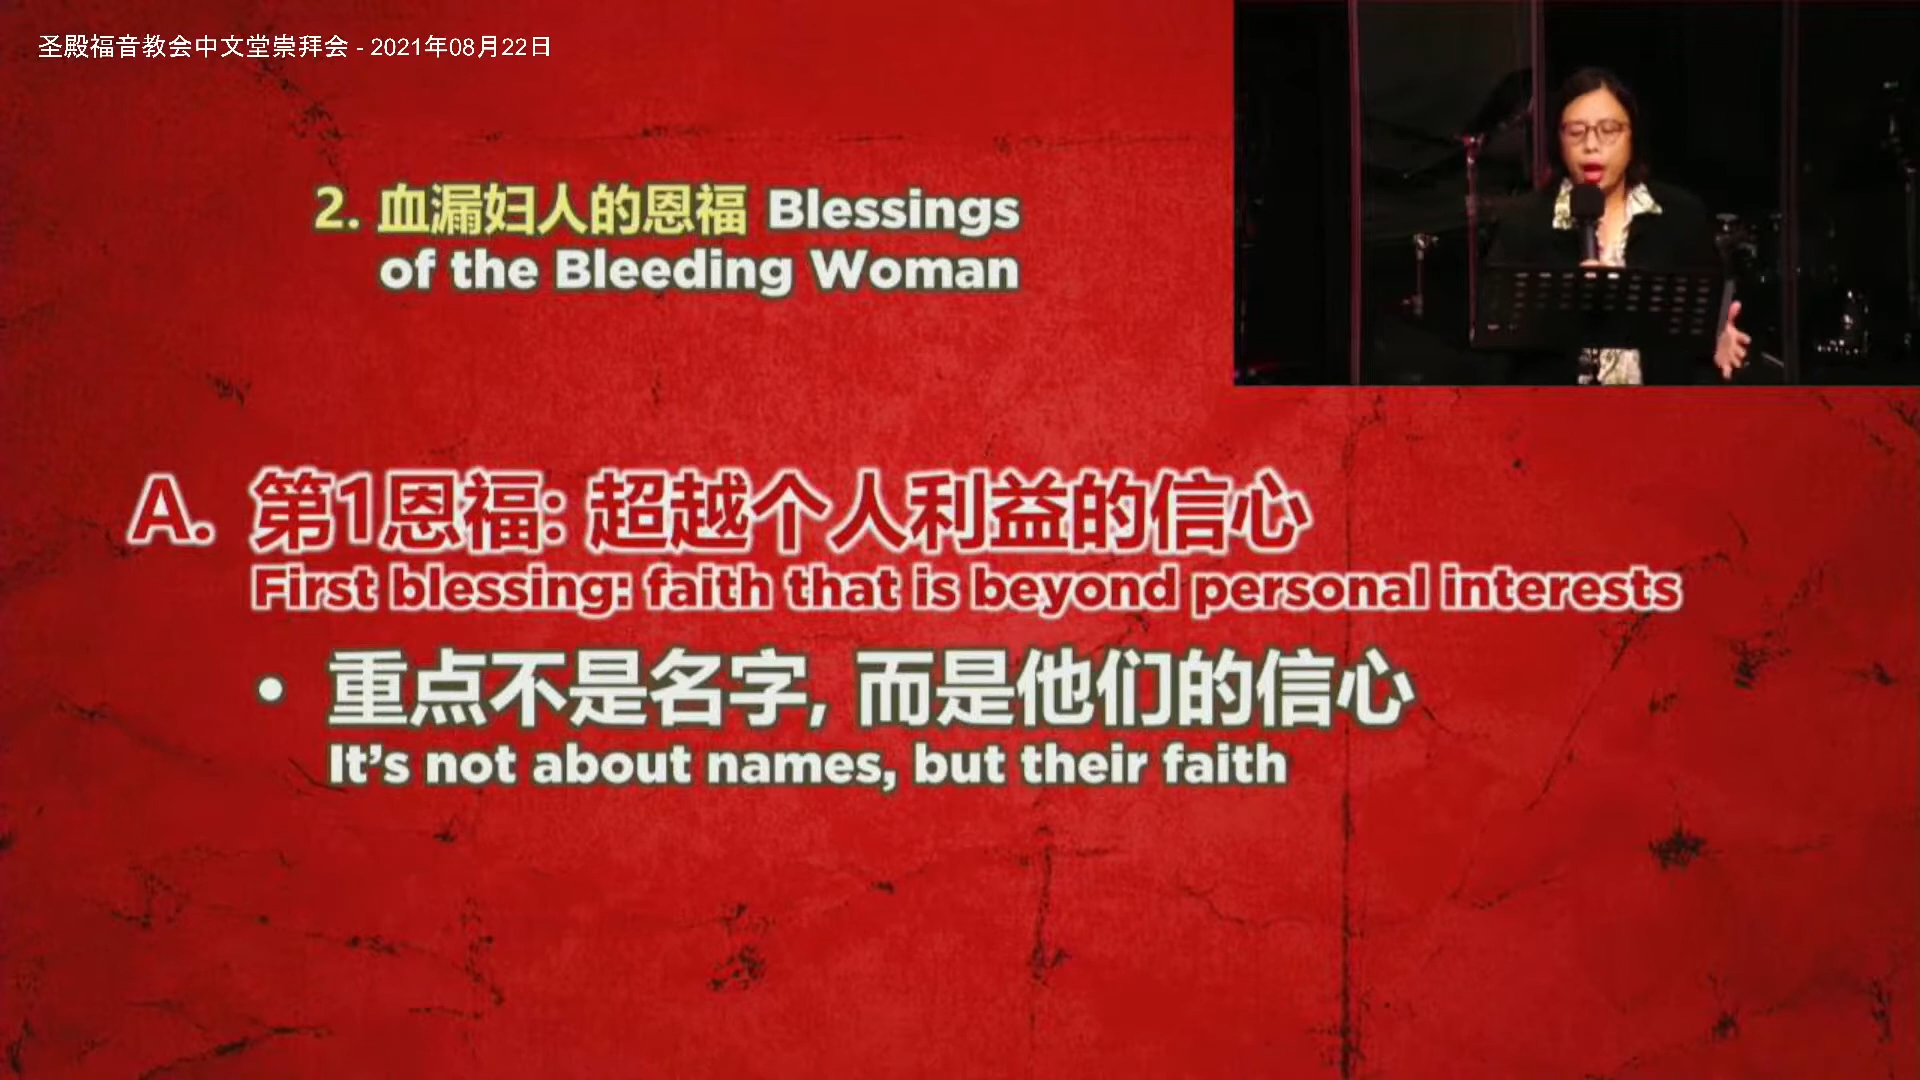 圣殿福音教会中文堂崇拜会 - 2021年08月22日
2. 血漏妇人的恩福 Blessings
of the Bleeding Woman
A. 第1恩福: 超越个人利益的信心
First blessing: faith that is beyond personal interests
• 重点不是名字, 而是他们的信心
It's not about names, but their faith